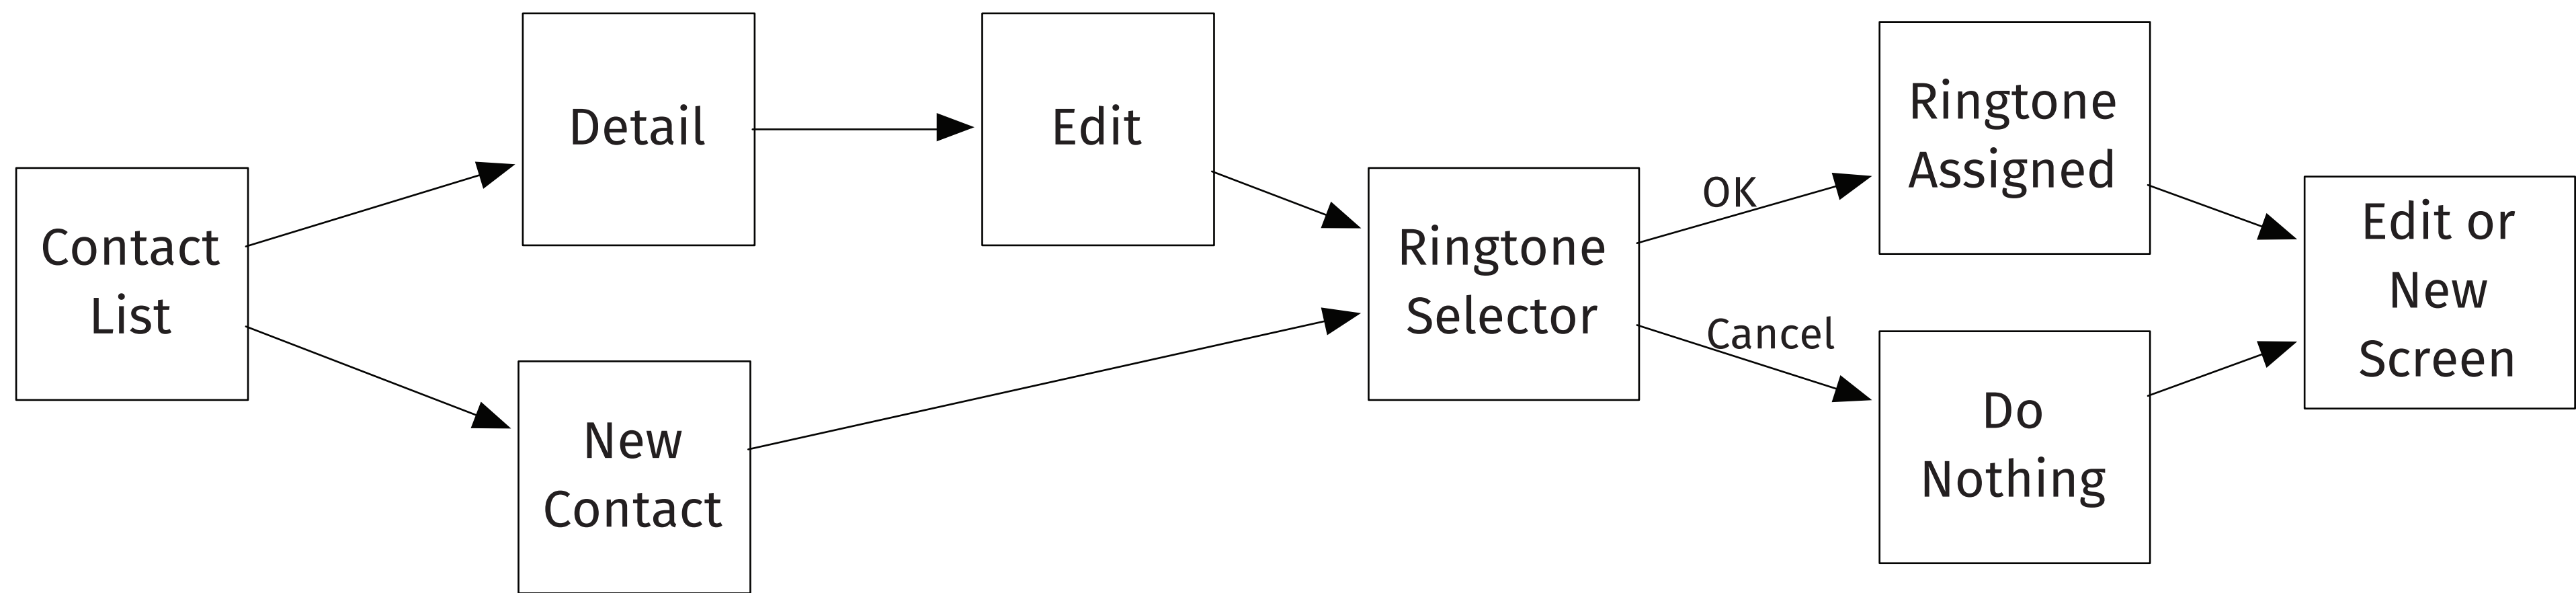 Contact
List
Detail
New
Contact
Edit
Ringtone
Selector
OK
Cancel
Ringtone
Assigned
Do
Nothing
Edit or
New
Screen